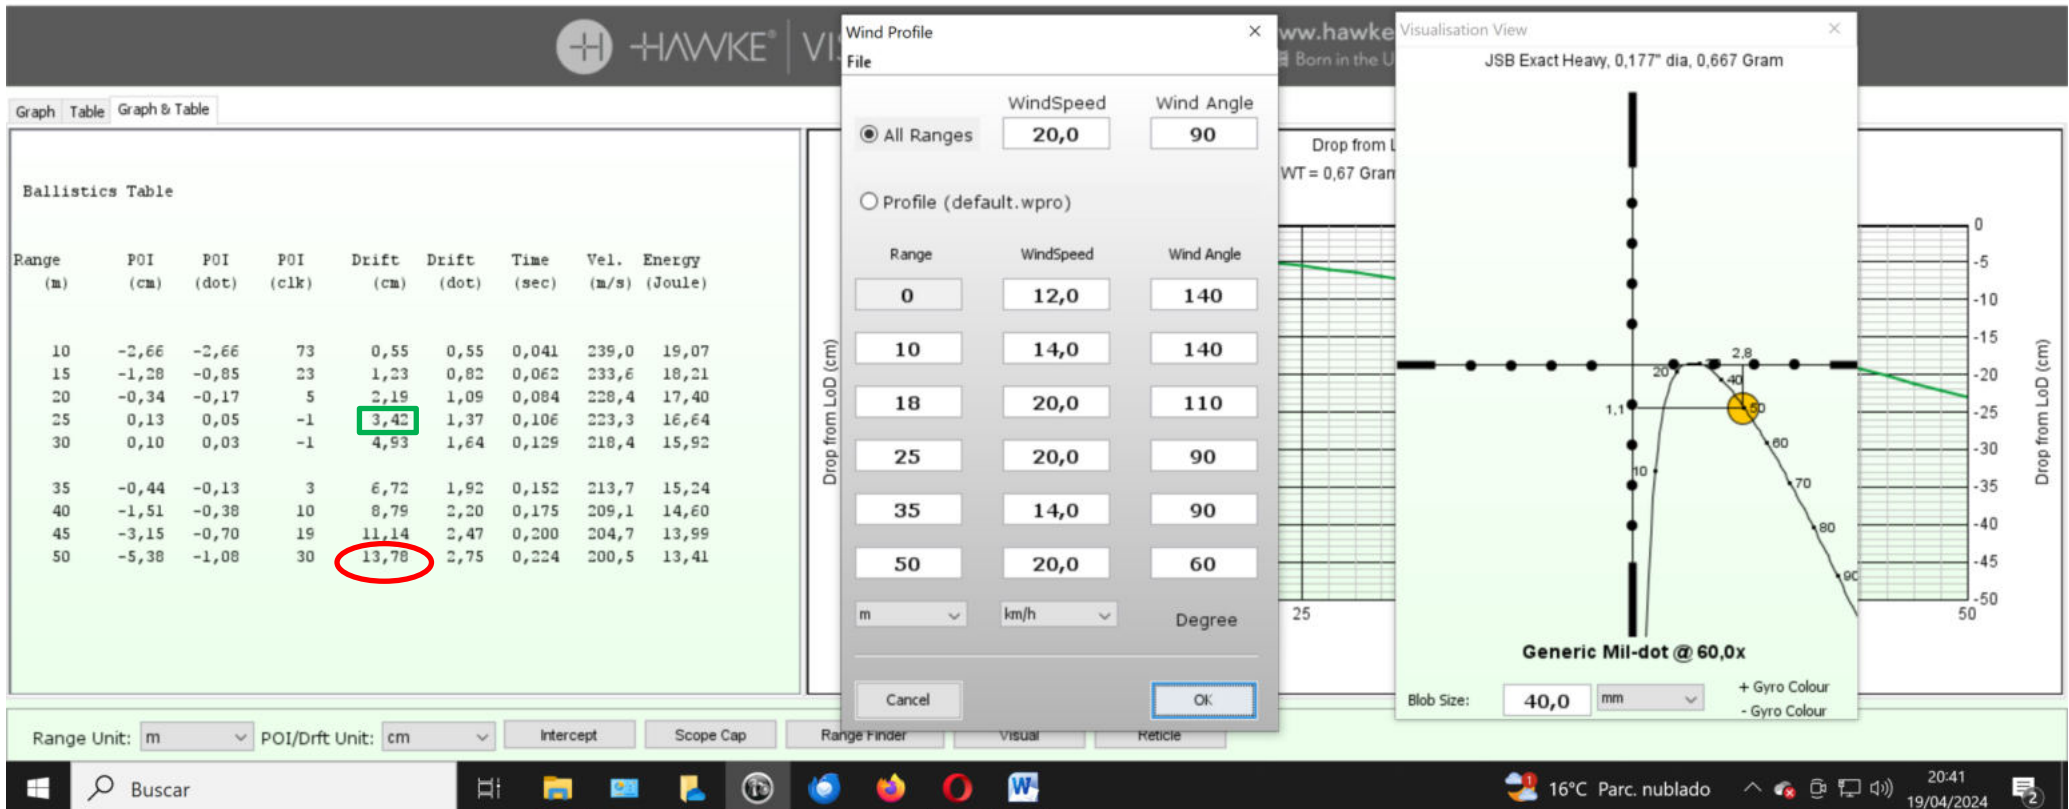 HAWKE® | VI
www.hawke
Born in the U
Graph Table Graph & Table
Ballistics Table
Range POI POI POI Drift Drift Time Vel. Energy
(m) (cm) (dot) (clk) (cm) (dot) (sec) (m/s) (Joule)
10 -2,66 -2,66 73 0,55 0,55 0,041 239,0 19,07
15 -1,28 -0,85 23 1,23 0,82 0,062 233,6 18,21
20 -0,34 -0,17 5 2,19 1,09 0,084 228,4 17,40
25 0,13 0,05 -1 3,42 1,37 0,106 223,3 16,64
30 0,10 0,03 -1 4,93 1,64 0,129 218,4 15,92
35 -0,44 -0,13 3 6,72 1,92 0,152 213,7 15,24
40 -1,51 -0,38 10 8,79 2,20 0,175 209,1 14,60
45 -3,15 -0,70 19 11,14 2,47 0,200 204,7 13,99
50 -5,38 -1,08 30 13,78 2,75 0,224 200,5 13,41
Drop from LoD (cm)
Wind Profile
File
WindSpeed Wind Angle
All Ranges 20,0 90
Profile (default.wpro)
Range WindSpeed Wind Angle
0 12,0 140
10 14,0 140
18 20,0 110
25 20,0 90
35 14,0 90
50 20,0 60
m km/h Degree
Cancel OK
Drop from L
WT = 0,67 Gram
25
Visualisation View
JSB Exact Heavy, 0,177" dia, 0,667 Gram
2,8
20
40
1,1
50
60
10
70
80
90
Generic Mil-dot @ 60,0x
Blob Size: 40,0 mm
+ Gyro Colour
- Gyro Colour
0
-5
-10
-15
-20
-25
-30
-35
-40
-45
-50
50
Drop from LoD (cm)
Range Unit: m POI/Drft Unit: cm Intercept Scope Cap Range Finder Visual Reticle
Buscar
1
16°C Parc. nublado
20:41
19/04/2024
2